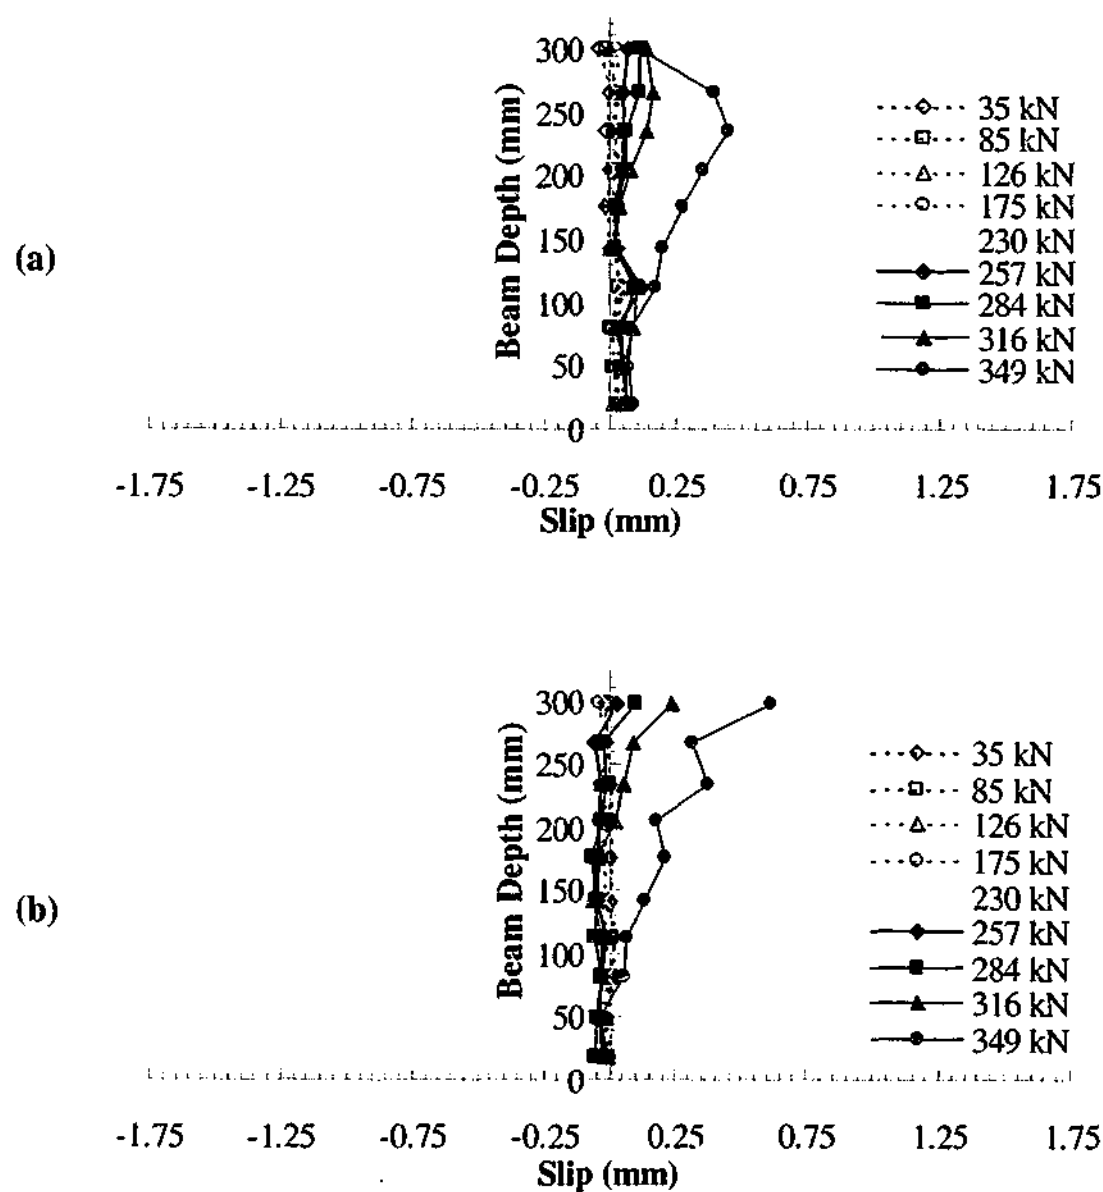 (a)
Beam Depth (mm)
300
250
200
150
100
50
0
-1.75 -1.25 -0.75 -0.25 0.25 0.75 1.25 1.75
Slip (mm)
35 kN
85 kN
126 kN
175 kN
230 kN
257 kN
284 kN
316 kN
349 kN
(b)
Beam Depth (mm)
300
250
200
150
100
50
0
-1.75 -1.25 -0.75 -0.25 0.25 0.75 1.25 1.75
Slip (mm)
35 kN
85 kN
126 kN
175 kN
230 kN
257 kN
284 kN
316 kN
349 kN